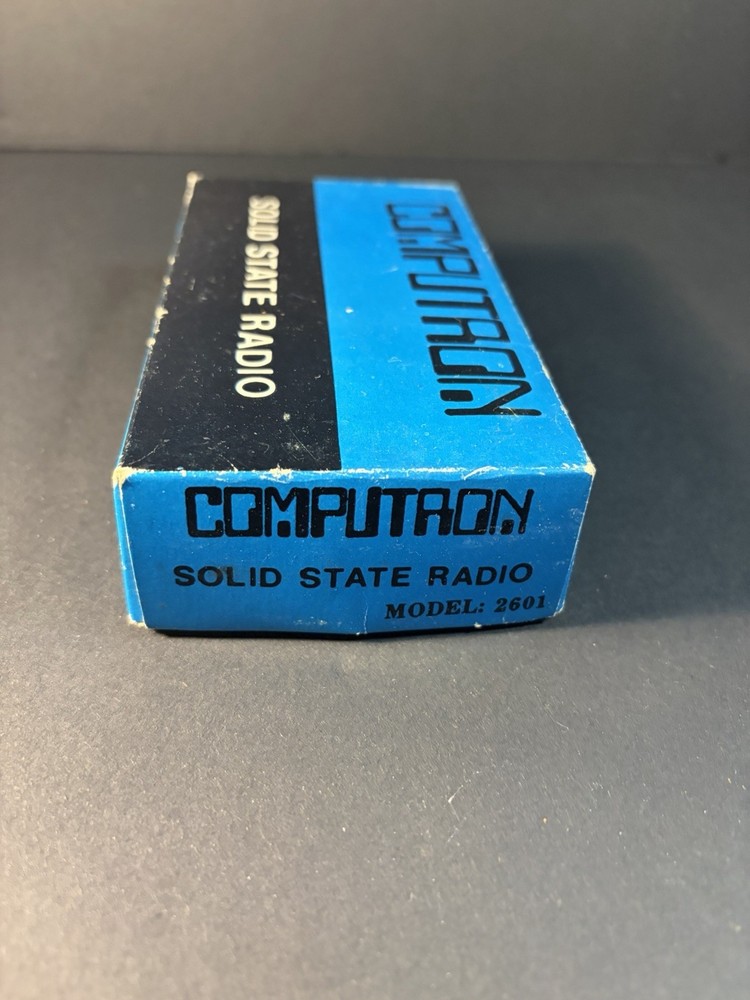 SOLID STATE RADIO
COMPUTRON
COMPUTRON
SOLID STATE RADIO
MODEL: 2601